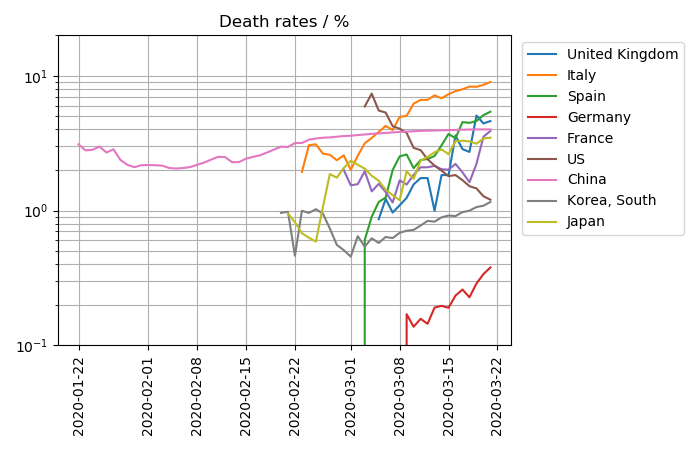 Death rates / %
10¹
10⁰
10⁻¹
2020-01-22
2020-02-01
2020-02-08
2020-02-15
2020-02-22
2020-03-01
2020-03-08
2020-03-15
2020-03-22
United Kingdom
Italy
Spain
Germany
France
US
China
Korea, South
Japan